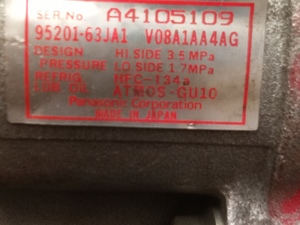 SER.No. A4105109
95201-63JA1 V08A1AA4AG
DESIGN HI SIDE 3.5 MPa
PRESSURE LO SIDE 1.7MPa
REFRIG HFC-134a
LUB OIL ATMOS-GU10
Panasonic Corporation
MADE IN JAPAN